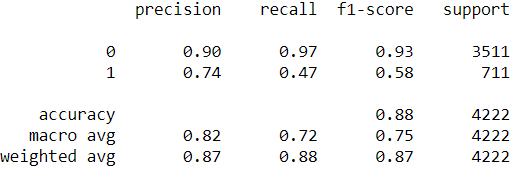 precision recall f1-score support
0 0.90 0.97 0.93 3511
1 0.74 0.47 0.58 711
accuracy 0.88 4222
macro avg 0.82 0.72 0.75 4222
weighted avg 0.87 0.88 0.87 4222